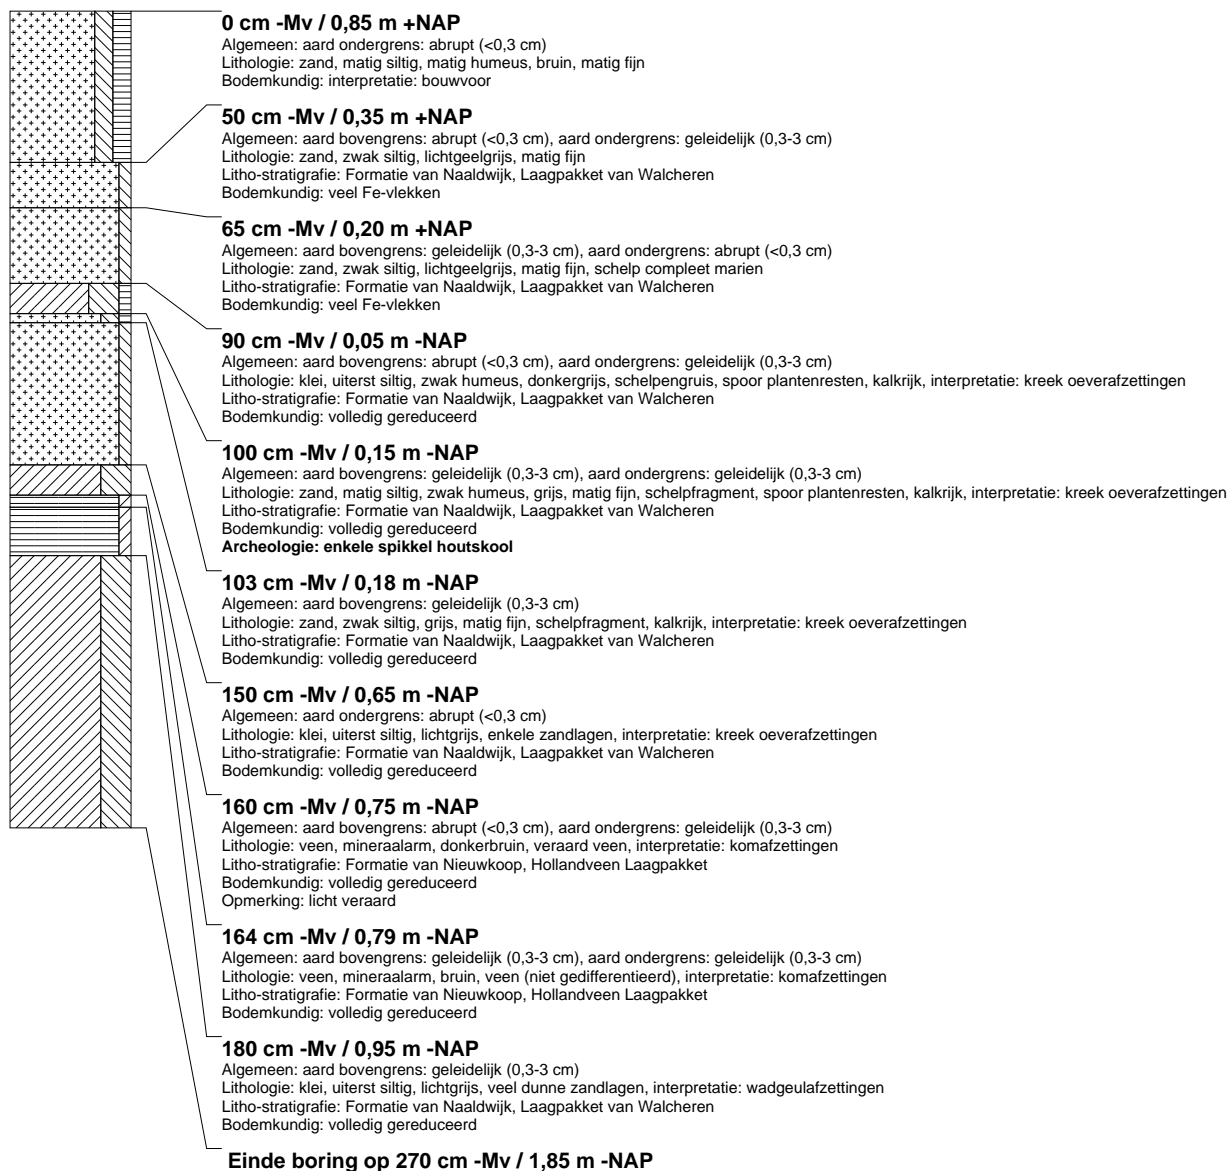 0 cm -Mv / 0,85 m +NAP
Algemeen: aard ondergrens: abrupt (<0,3 cm)
Lithologie: zand, matig siltig, matig humeus, bruin, matig fijn
Bodemkundig: interpretatie: bouwvoor
50 cm -Mv / 0,35 m +NAP
Algemeen: aard bovengrens: abrupt (<0,3 cm), aard ondergrens: geleidelijk (0,3-3 cm)
Lithologie: zand, zwak siltig, lichtgeelgrijs, matig fijn
Litho-stratigrafie: Formatie van Naaldwijk, Laagpakket van Walcheren
Bodemkundig: veel Fe-vlekken
65 cm -Mv / 0,20 m +NAP
Algemeen: aard bovengrens: geleidelijk (0,3-3 cm), aard ondergrens: abrupt (<0,3 cm)
Lithologie: zand, zwak siltig, lichtgeelgrijs, matig fijn, schelp compleet marien
Litho-stratigrafie: Formatie van Naaldwijk, Laagpakket van Walcheren
Bodemkundig: veel Fe-vlekken
90 cm -Mv / 0,05 m -NAP
Algemeen: aard bovengrens: abrupt (<0,3 cm), aard ondergrens: geleidelijk (0,3-3 cm)
Lithologie: klei, uiterst siltig, zwak humeus, donkergrijs, schelpengruis, spoor plantenresten, kalkrijk, interpretatie: kreek oeverafzettingen
Litho-stratigrafie: Formatie van Naaldwijk, Laagpakket van Walcheren
Bodemkundig: volledig gereduceerd
100 cm -Mv / 0,15 m -NAP
Algemeen: aard bovengrens: geleidelijk (0,3-3 cm), aard ondergrens: geleidelijk (0,3-3 cm)
Lithologie: zand, matig siltig, zwak humeus, grijs, matig fijn, schelpfragment, spoor plantenresten, kalkrijk, interpretatie: kreek oeverafzettingen
Litho-stratigrafie: Formatie van Naaldwijk, Laagpakket van Walcheren
Bodemkundig: volledig gereduceerd
Archeologie: enkele spikkel houtskool
103 cm -Mv / 0,18 m -NAP
Algemeen: aard bovengrens: geleidelijk (0,3-3 cm)
Lithologie: zand, zwak siltig, grijs, matig fijn, schelpfragment, kalkrijk, interpretatie: kreek oeverafzettingen
Litho-stratigrafie: Formatie van Naaldwijk, Laagpakket van Walcheren
Bodemkundig: volledig gereduceerd
150 cm -Mv / 0,65 m -NAP
Algemeen: aard ondergrens: abrupt (<0,3 cm)
Lithologie: klei, uiterst siltig, lichtgrijs, enkele zandlagen, interpretatie: kreek oeverafzettingen
Litho-stratigrafie: Formatie van Naaldwijk, Laagpakket van Walcheren
Bodemkundig: volledig gereduceerd
160 cm -Mv / 0,75 m -NAP
Algemeen: aard bovengrens: abrupt (<0,3 cm), aard ondergrens: geleidelijk (0,3-3 cm)
Lithologie: veen, mineraalarm, donkerbruin, veraard veen, interpretatie: komafzettingen
Litho-stratigrafie: Formatie van Nieuwkoop, Hollandveen Laagpakket
Bodemkundig: volledig gereduceerd
Opmerking: licht veraard
164 cm -Mv / 0,79 m -NAP
Algemeen: aard bovengrens: geleidelijk (0,3-3 cm), aard ondergrens: geleidelijk (0,3-3 cm)
Lithologie: veen, mineraalarm, bruin, veen (niet gedifferentieerd), interpretatie: komafzettingen
Litho-stratigrafie: Formatie van Nieuwkoop, Hollandveen Laagpakket
Bodemkundig: volledig gereduceerd
180 cm -Mv / 0,95 m -NAP
Algemeen: aard bovengrens: geleidelijk (0,3-3 cm)
Lithologie: klei, uiterst siltig, lichtgrijs, veel dunne zandlagen, interpretatie: wadgeulafzettingen
Litho-stratigrafie: Formatie van Naaldwijk, Laagpakket van Walcheren
Bodemkundig: volledig gereduceerd
Einde boring op 270 cm -Mv / 1,85 m -NAP